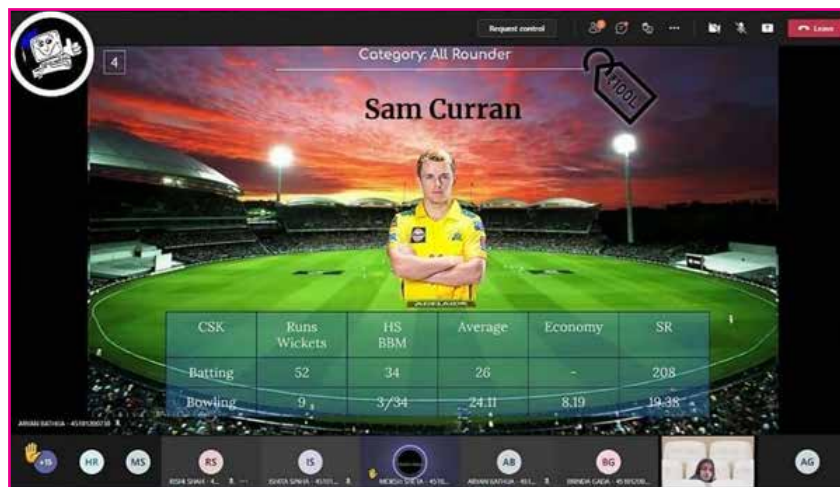 Request control
Leave
4
Category: All Rounder
+100L
Sam Curran
ADELAIDE
CSK Runs Wickets HS BBM Average Economy SR
Batting 52 34 26 - 208
Bowling 9 3/34 24.11 8.19 19.38
+15
HR
MS
RS
IS
AB
BG
AG